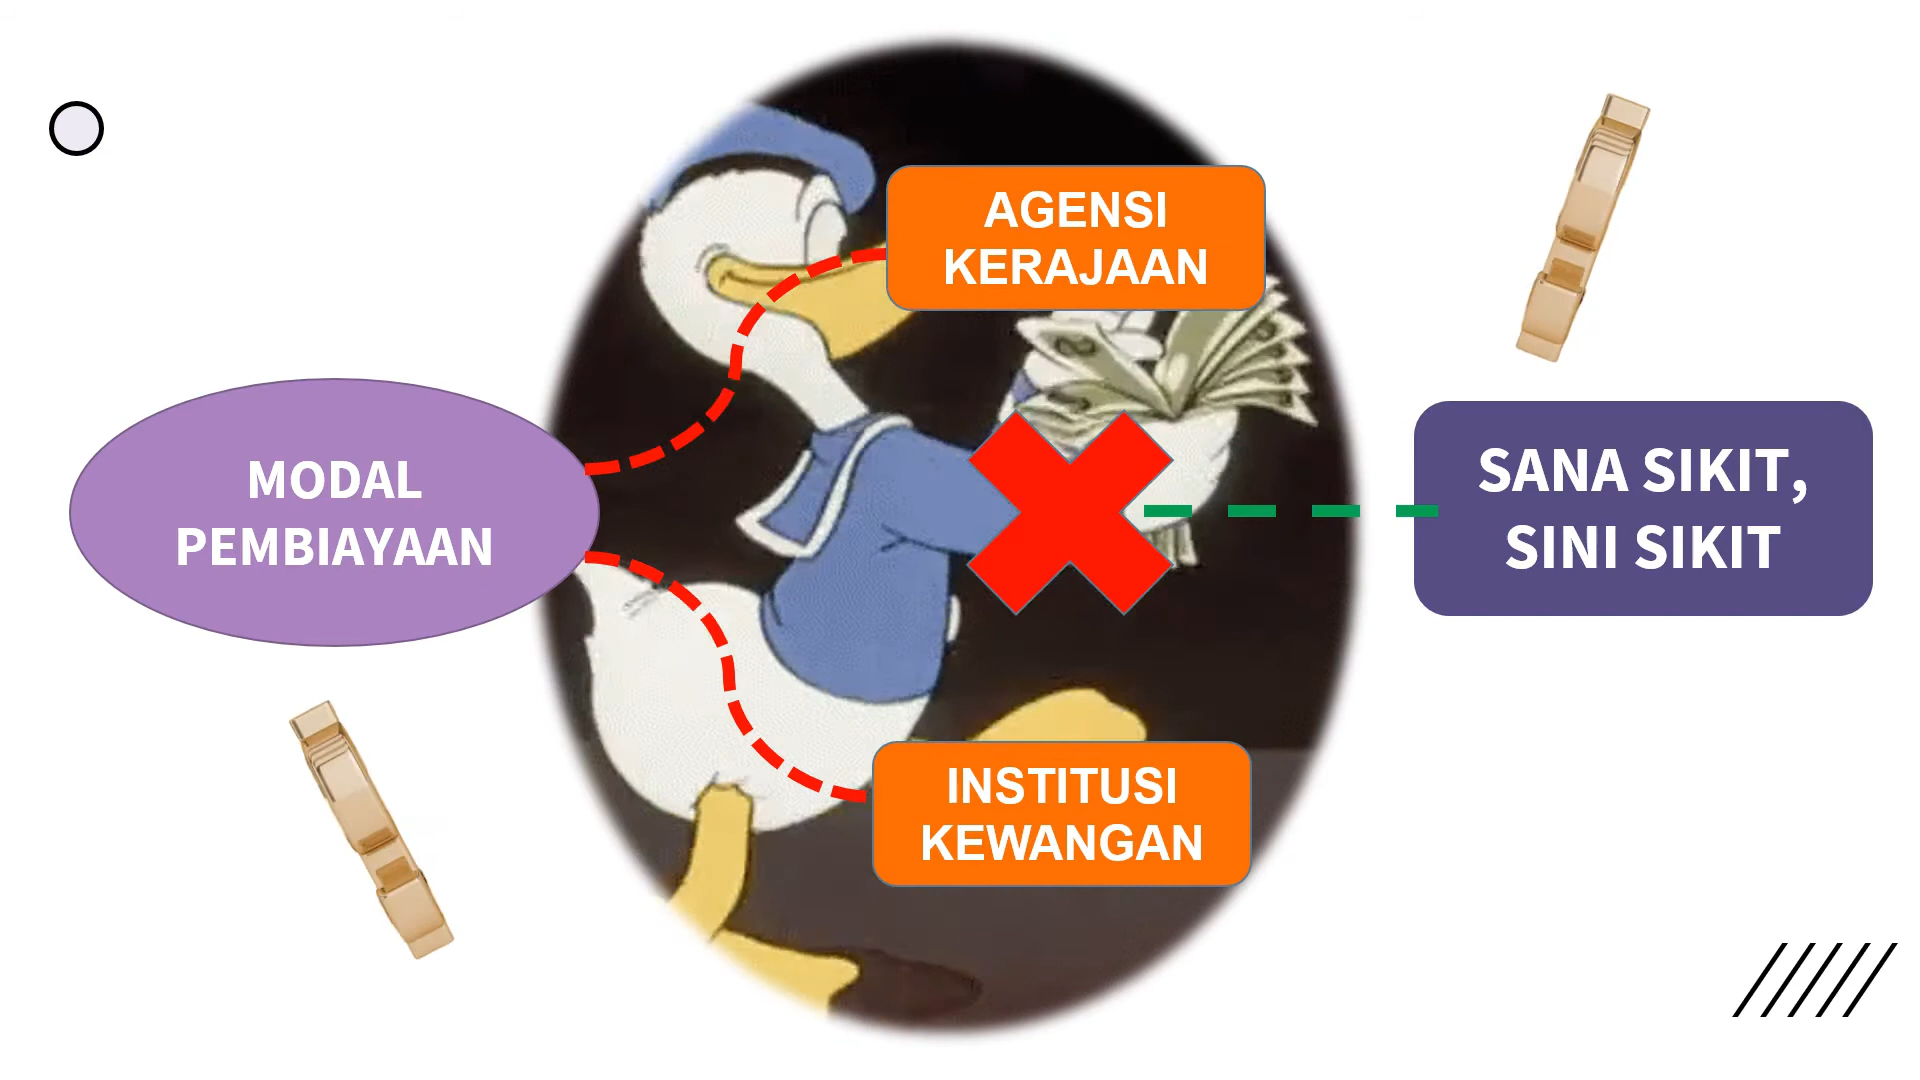 MODAL
PEMBIAYAAN
AGENSI
KERAJAAN
INSTITUSI
KEWANGAN
SANA SIKIT,
SINI SIKIT